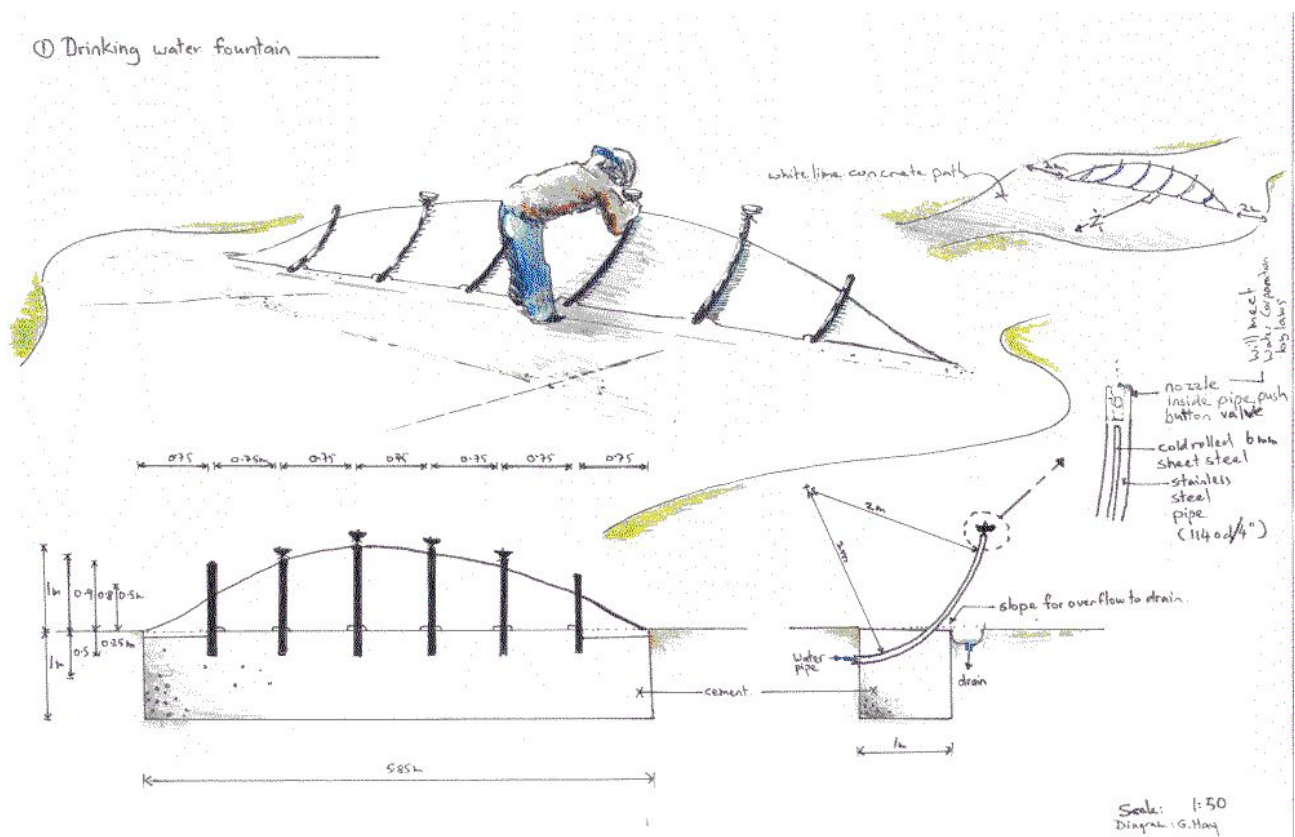 ① Drinking water fountain
white lime concrete path
2m
2m
N
Will meet
Water Corporation
by laws
nozzle
inside pipe push
button valve
cold rolled 6mm
sheet steel
stainless
steel
pipe
0.75
0.75m
0.75
0.75
0.75
0.75
0.75
2m
2m
1m
0.9
0.8
0.5m
1m
0.5
0.25m
slope for overflow to drain.
Water
pipe
drain
cement
1m
5.85m
Scale: 1:50
Diagram: G. Hay